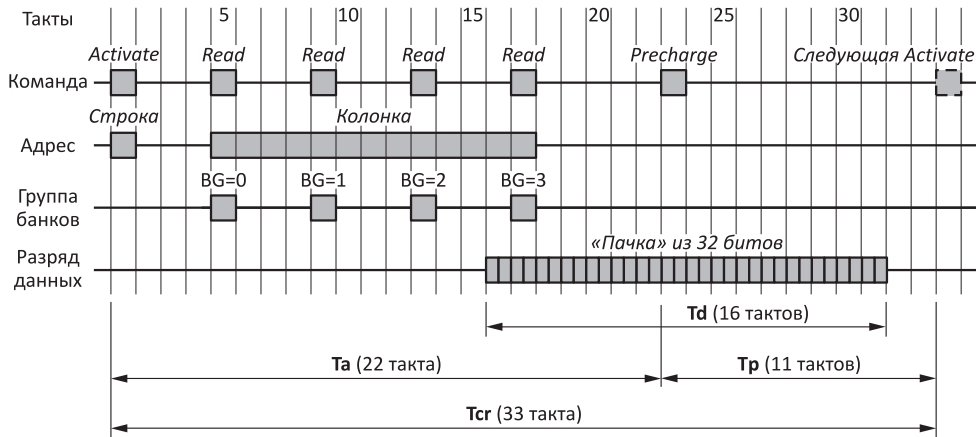 Такты 5 10 15 20 25 30
Activate Read Read Read Read Precharge Следующая Activate
Команда
Строка Колонка
Адрес
BG=0 BG=1 BG=2 BG=3
Группа
банков
«Пачка» из 32 битов
Разряд
данных
Td (16 тактов)
Ta (22 такта) Tp (11 тактов)
Tcr (33 такта)